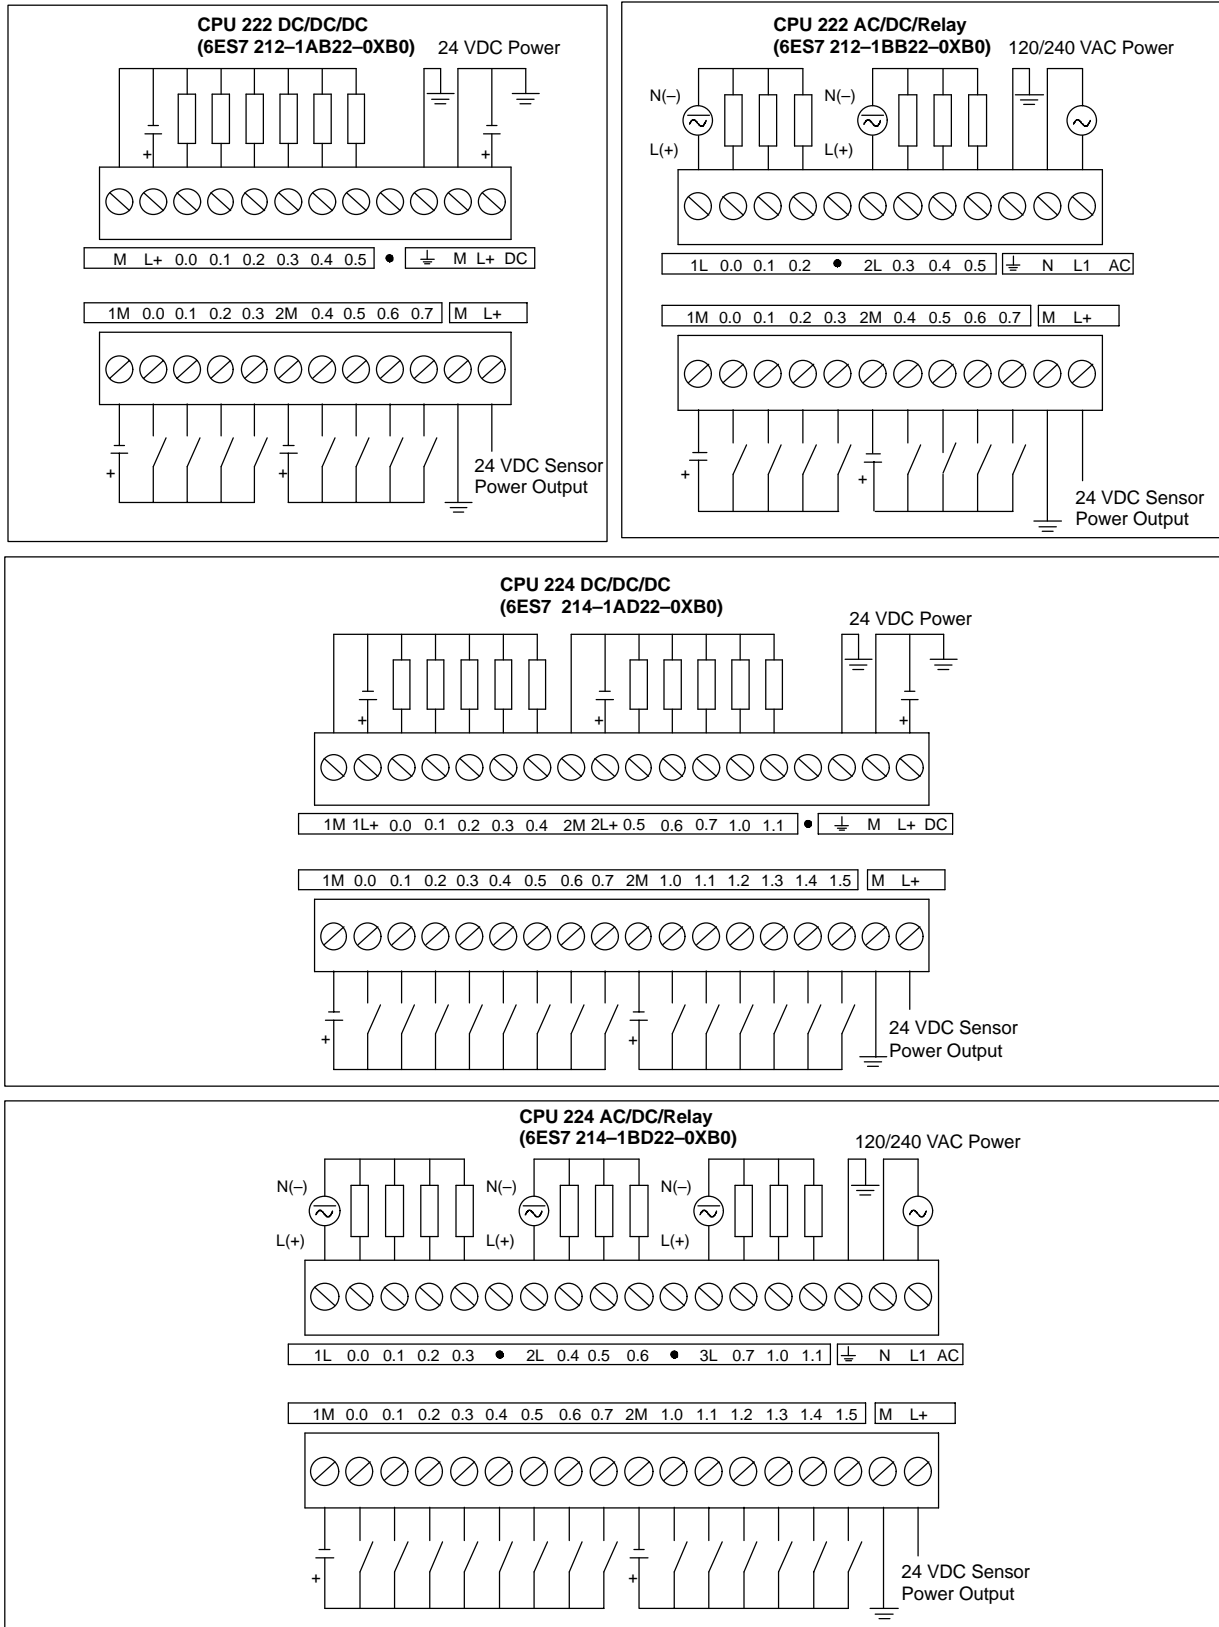 CPU 222 DC/DC/DC
(6ES7 212–1AB22–0XB0)
24 VDC Power
+ +
M L+ 0.0 0.1 0.2 0.3 0.4 0.5 ● ⏚ M L+ DC
1M 0.0 0.1 0.2 0.3 2M 0.4 0.5 0.6 0.7 M L+
+ +
24 VDC Sensor
Power Output
CPU 222 AC/DC/Relay
(6ES7 212–1BB22–0XB0)
120/240 VAC Power
N(–) N(–)
L(+) L(+)
1L 0.0 0.1 0.2 ● 2L 0.3 0.4 0.5 ⏚ N L1 AC
1M 0.0 0.1 0.2 0.3 2M 0.4 0.5 0.6 0.7 M L+
+ +
24 VDC Sensor
Power Output
CPU 224 DC/DC/DC
(6ES7 214–1AD22–0XB0)
24 VDC Power
+ + +
1M 1L+ 0.0 0.1 0.2 0.3 0.4 2M 2L+ 0.5 0.6 0.7 1.0 1.1 ● ⏚ M L+ DC
1M 0.0 0.1 0.2 0.3 0.4 0.5 0.6 0.7 2M 1.0 1.1 1.2 1.3 1.4 1.5 M L+
+ +
24 VDC Sensor
Power Output
CPU 224 AC/DC/Relay
(6ES7 214–1BD22–0XB0)
120/240 VAC Power
N(–) N(–) N(–)
L(+) L(+) L(+)
1L 0.0 0.1 0.2 0.3 ● 2L 0.4 0.5 0.6 ● 3L 0.7 1.0 1.1 ⏚ N L1 AC
1M 0.0 0.1 0.2 0.3 0.4 0.5 0.6 0.7 2M 1.0 1.1 1.2 1.3 1.4 1.5 M L+
+ +
24 VDC Sensor
Power Output